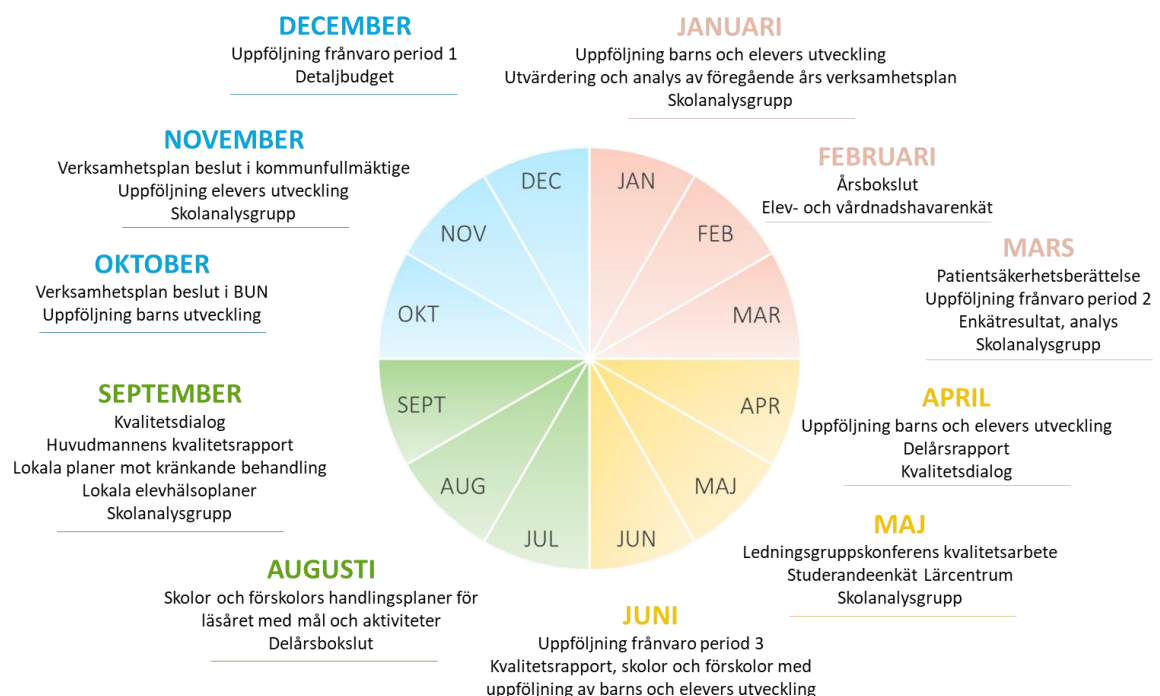 DECEMBER
Uppföljning frånvaro period 1
Detaljbudget
JANUARI
Uppföljning barns och elevers utveckling
Utvärdering och analys av föregående års verksamhetsplan
Skolanalysgrupp
NOVEMBER
Verksamhetsplan beslut i kommunfullmäktige
Uppföljning elevers utveckling
Skolanalysgrupp
FEBRUARI
Årsbokslut
Elev- och vårdnadshavarenkät
OKTOBER
Verksamhetsplan beslut i BUN
Uppföljning barns utveckling
MARS
Patientsäkerhetsberättelse
Uppföljning frånvaro period 2
Enkätresultat, analys
Skolanalysgrupp
DEC
JAN
NOV
FEB
OKT
MAR
SEPT
APR
AUG
MAJ
JUL
JUN
SEPTEMBER
Kvalitetsdialog
Huvudmannens kvalitetsrapport
Lokala planer mot kränkande behandling
Lokala elevhälsoplaner
Skolanalysgrupp
APRIL
Uppföljning barns och elevers utveckling
Delårsrapport
Kvalitetsdialog
MAJ
Ledningsgruppskonferens kvalitetsarbete
Studerandeenkät Lärcentrum
Skolanalysgrupp
AUGUSTI
Skolor och förskolors handlingsplaner för
läsåret med mål och aktiviteter
Delårsbokslut
JUNI
Uppföljning frånvaro period 3
Kvalitetsrapport, skolor och förskolor med
uppföljning av barns och elevers utveckling